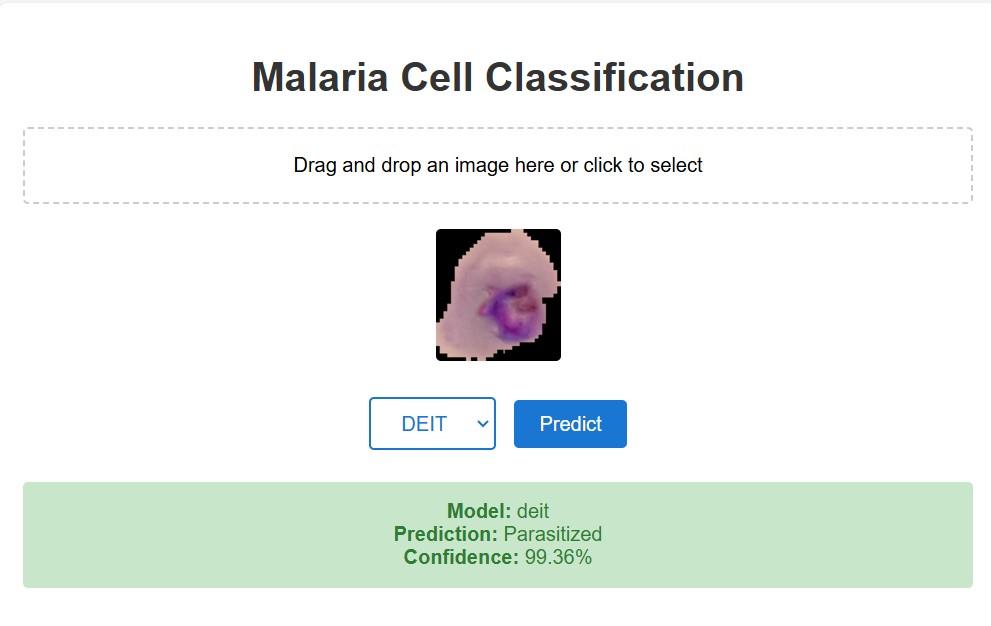 Malaria Cell Classification
Drag and drop an image here or click to select
DEIT
Predict
Model: deit
Prediction: Parasitized
Confidence: 99.36%